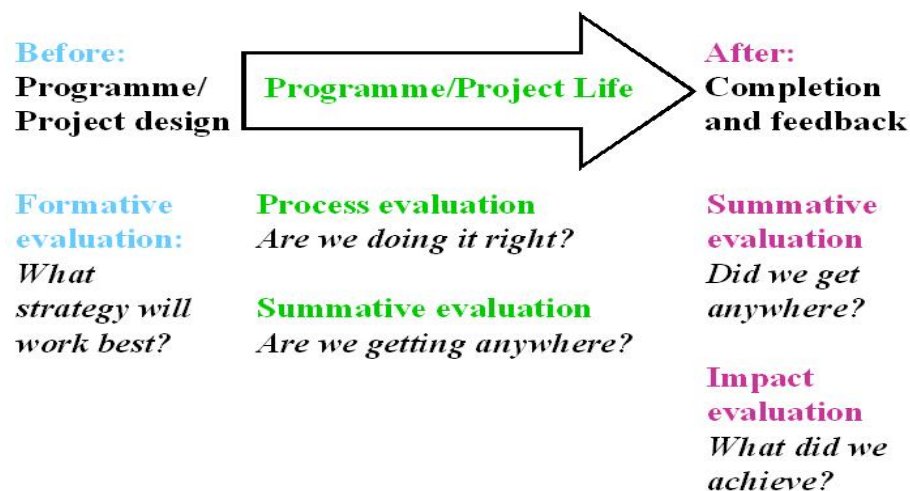 Before:
Programme/
Project design
Programme/Project Life
After:
Completion
and feedback
Formative
evaluation:
What
strategy will
work best?
Process evaluation
Are we doing it right?
Summative evaluation
Are we getting anywhere?
Summative
evaluation
Did we get
anywhere?
Impact
evaluation
What did we
achieve?